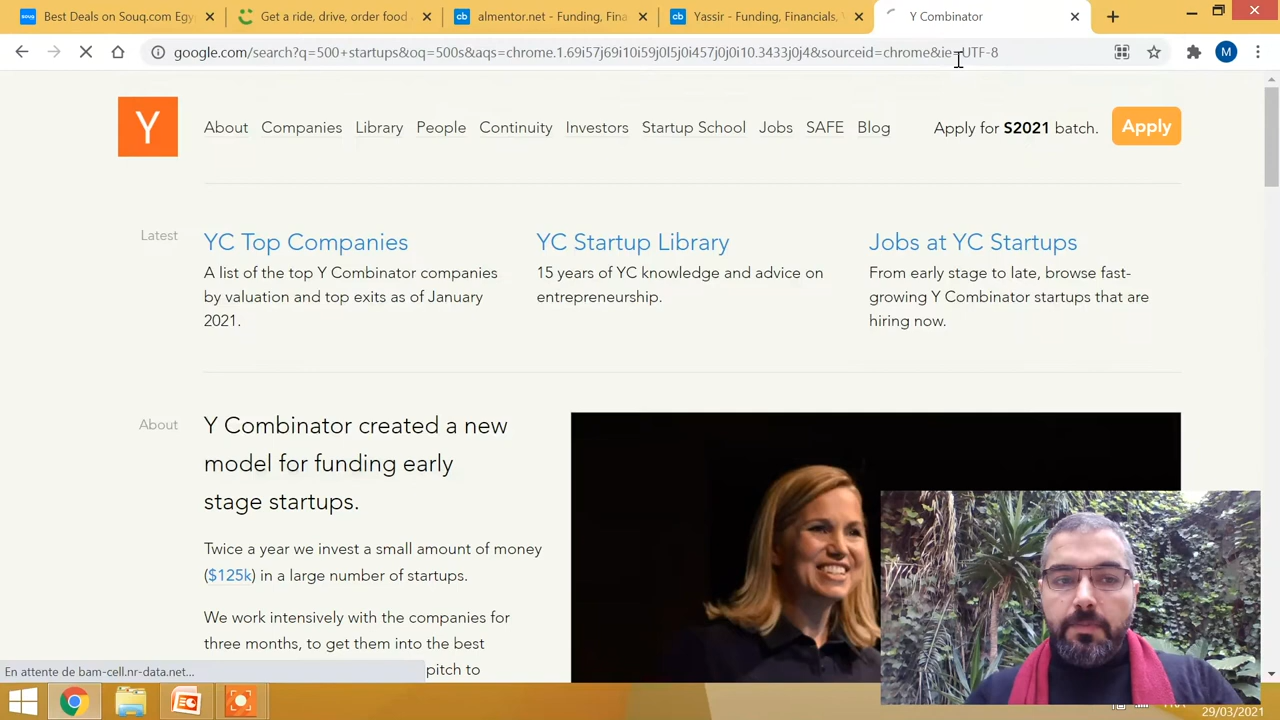 Best Deals on Souq.com Egy
Get a ride, drive, order food
cb almentor.net - Funding, Fina
cb Yassir - Funding, Financials,
Y Combinator
google.com/search?q=500+startups&oq=500s&aqs=chrome.1.69i57j69i10i59j0l5j0i457j0j0i10.3433j0j4&sourceid=chrome&ie=UTF-8
M
Y
About Companies Library People Continuity Investors Startup School Jobs SAFE Blog Apply for S2021 batch. Apply
Latest
YC Top Companies
A list of the top Y Combinator companies
by valuation and top exits as of January
2021.
YC Startup Library
15 years of YC knowledge and advice on
entrepreneurship.
Jobs at YC Startups
From early stage to late, browse fast-
growing Y Combinator startups that are
hiring now.
About
Y Combinator created a new
model for funding early
stage startups.
Twice a year we invest a small amount of money
($125k) in a large number of startups.
We work intensively with the companies for
three months, to get them into the best
pitch to
En attente de bam-cell.nr-data.net...
29/03/2021